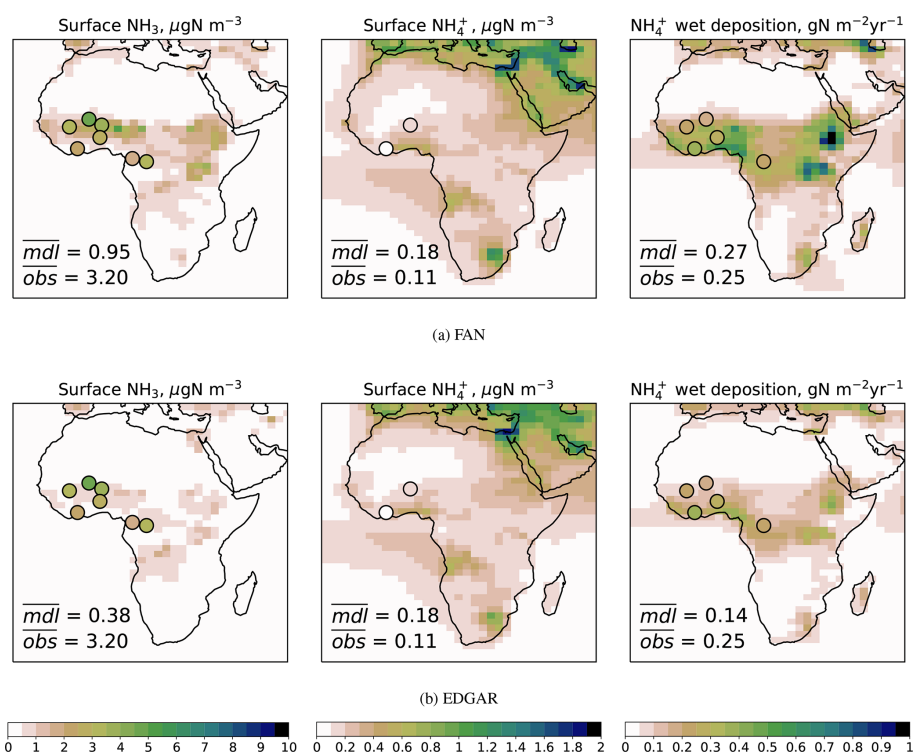 Surface NH₃, μgN m⁻³
Surface NH₄⁺, μgN m⁻³
NH₄⁺ wet deposition, gN m⁻²yr⁻¹
mdl = 0.95
obs = 3.20
mdl = 0.18
obs = 0.11
mdl = 0.27
obs = 0.25
(a) FAN
Surface NH₃, μgN m⁻³
Surface NH₄⁺, μgN m⁻³
NH₄⁺ wet deposition, gN m⁻²yr⁻¹
mdl = 0.38
obs = 3.20
mdl = 0.18
obs = 0.11
mdl = 0.14
obs = 0.25
(b) EDGAR
0 1 2 3 4 5 6 7 8 9 10
0.2 0.4 0.6 0.8 1 1.2 1.4 1.6 1.8 2
0.1 0.2 0.3 0.4 0.5 0.6 0.7 0.8 0.9